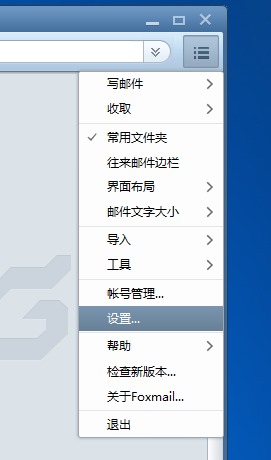 写邮件
收取
常用文件夹
往来邮件边栏
界面布局
邮件文字大小
导入
工具
帐号管理...
设置...
帮助
检查新版本...
关于Foxmail...
退出